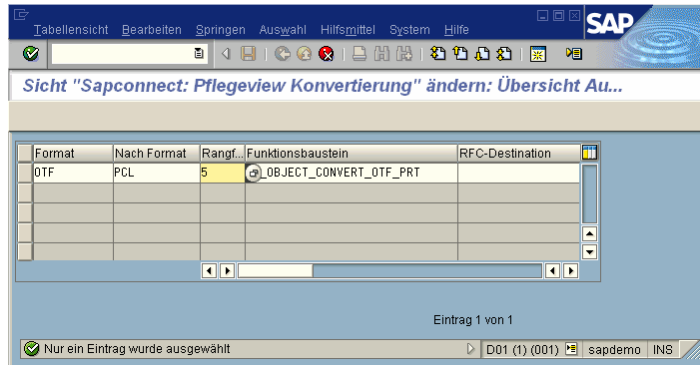 Tabellensicht Bearbeiten Springen Auswahl Hilfsmittel System Hilfe
SAP
Sicht "Sapconnect: Pflegeview Konvertierung" ändern: Übersicht Au...
Format Nach Format Rangf... Funktionsbaustein RFC-Destination
OTF PCL 5 _OBJECT_CONVERT_OTF_PRT
Eintrag 1 von 1
Nur ein Eintrag wurde ausgewählt D01 (1) (001) sapdemo INS